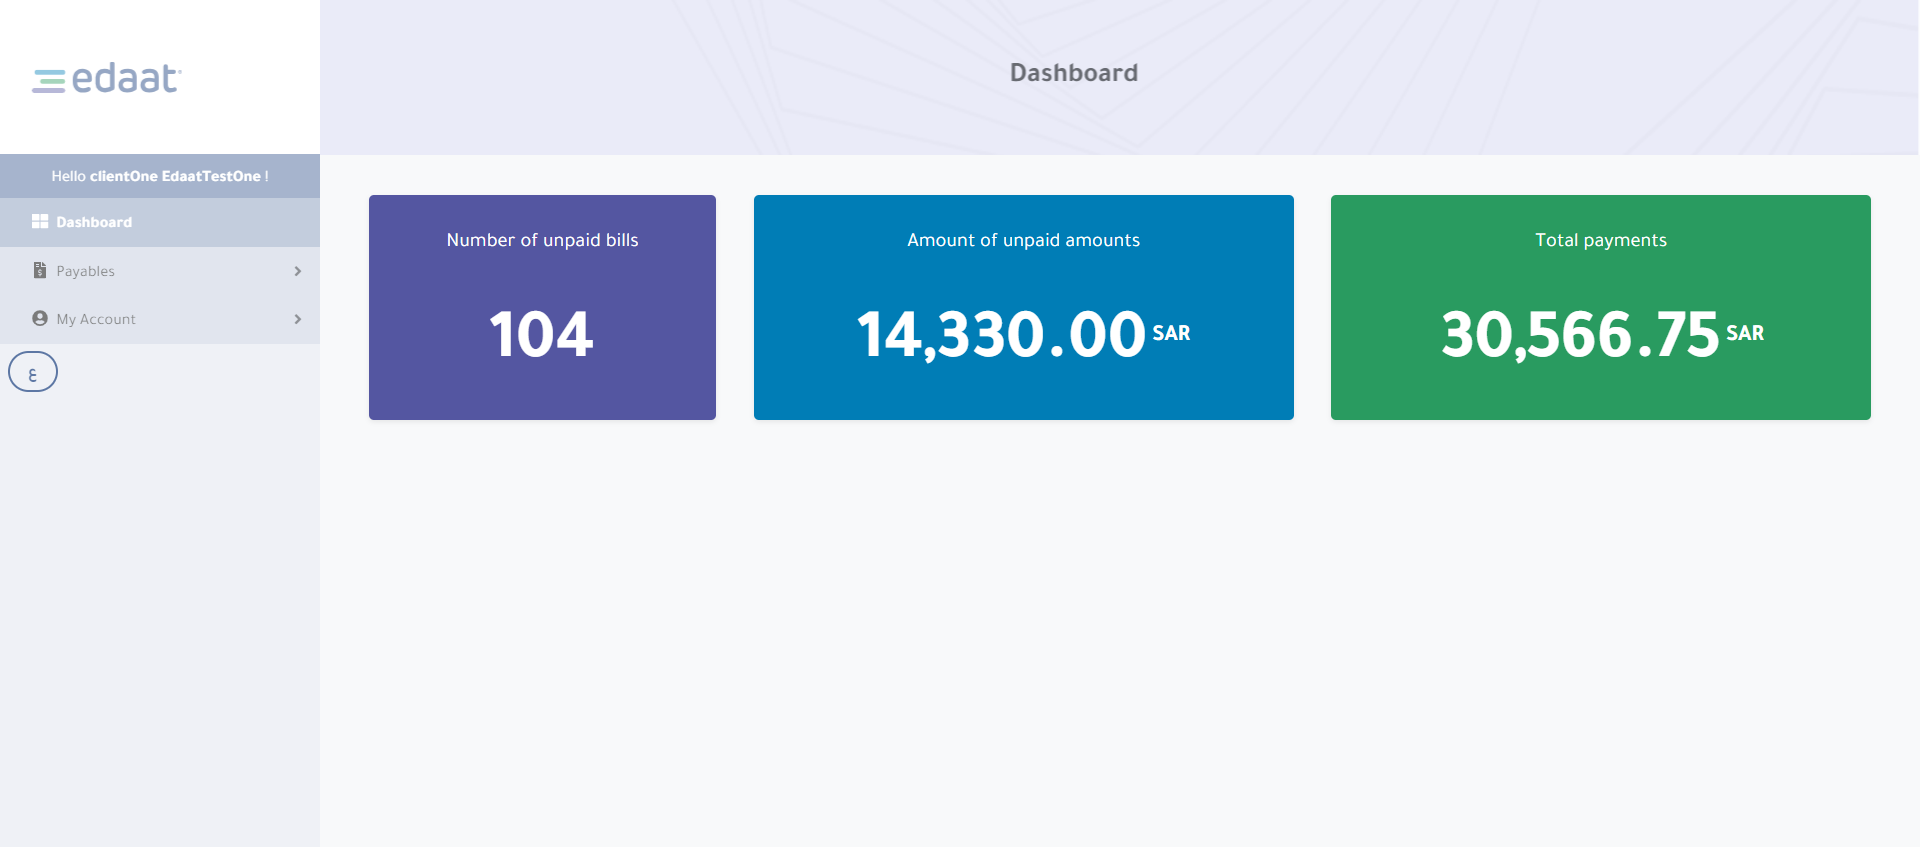 edaat
Hello clientOne EdaatTestOne !
Dashboard
Payables
My Account
ع
Dashboard
Number of unpaid bills
104
Amount of unpaid amounts
14,330.00 SAR
Total payments
30,566.75 SAR